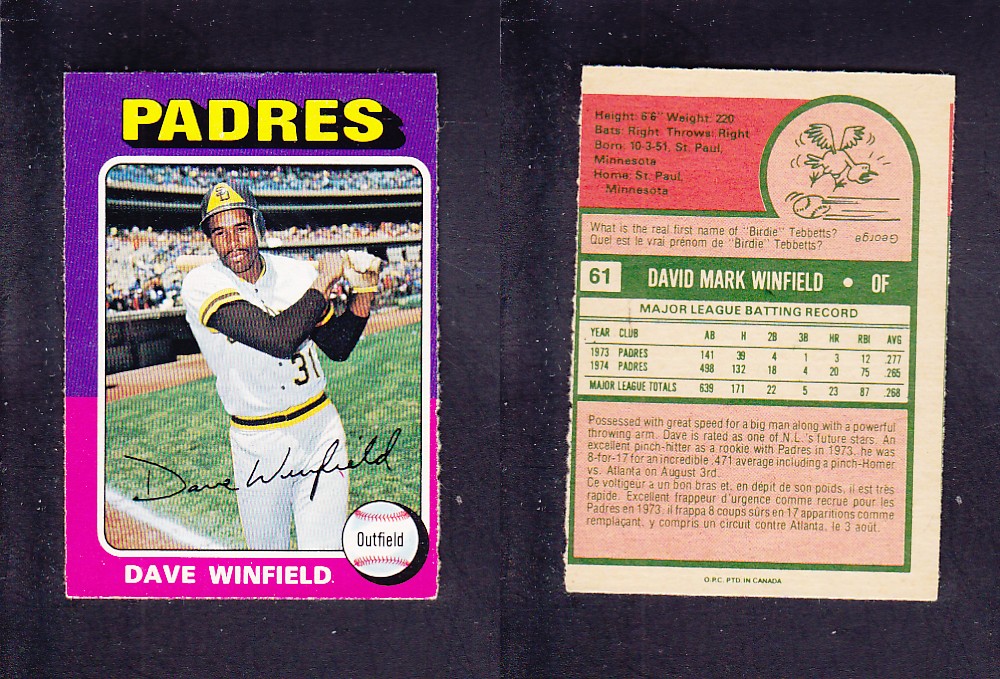 PADRES
SD
31
Dave Winfield
Outfield
DAVE WINFIELD
Height: 6'6" Weight: 220
Bats: Right Throws: Right
Born: 10-3-51, St. Paul,
Minnesota
Home: St. Paul,
Minnesota
George
What is the real first name of "Birdie" Tebbetts?
Quel est le vrai prénom de "Birdie" Tebbetts?
61 DAVID MARK WINFIELD • OF
MAJOR LEAGUE BATTING RECORD
YEAR CLUB AB H 2B 3B HR RBI AVG
1973 PADRES 141 39 4 1 3 12 .277
1974 PADRES 498 132 18 4 20 75 .265
MAJOR LEAGUE TOTALS 639 171 22 5 23 87 .268
Possessed with great speed for a big man along with a powerful
throwing arm. Dave is rated as one of N.L.'s future stars. An
excellent pinch-hitter as a rookie with Padres in 1973, he was
8-for-17 for an incredible .471 average including a pinch-Homer
vs. Atlanta on August 3rd.
Ce voltigeur a un bon bras et, en dépit de son poids, il est très
rapide. Excellent frappeur d'urgence comme recrue pour les
Padres en 1973, il frappa 8 coups sûrs en 17 apparitions comme
remplaçant, y compris un circuit contre Atlanta, le 3 août.
O.P.C. PTD. IN CANADA